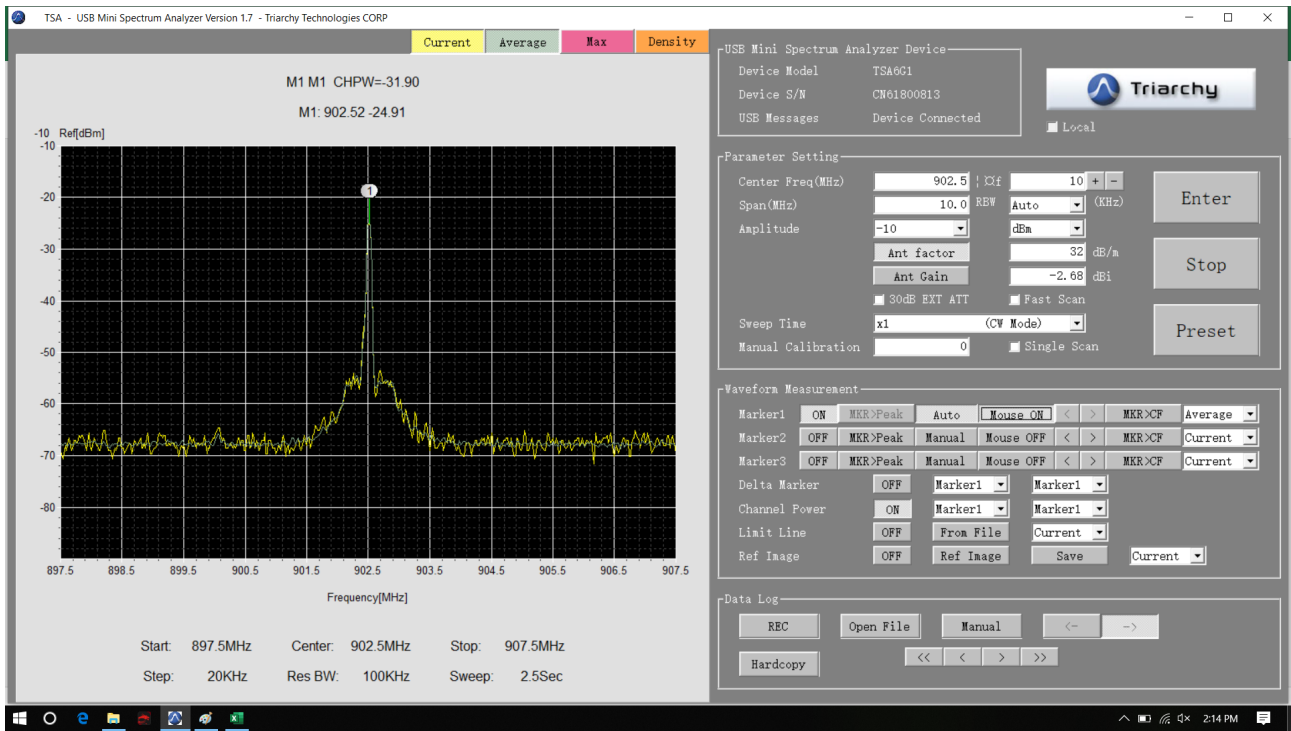 TSA - USB Mini Spectrum Analyzer Version 1.7 - Triarchy Technologies CORP
Current Average Max Density
M1 M1 CHPW=-31.90
M1: 902.52 -24.91
-10 Ref[dBm]
-10
1
-20
-30
-40
-50
-60
-70
-80
897.5 898.5 899.5 900.5 901.5 902.5 903.5 904.5 905.5 906.5 907.5
Frequency[MHz]
Start: 897.5MHz Center: 902.5MHz Stop: 907.5MHz
Step: 20KHz Res BW: 100KHz Sweep: 2.5Sec
USB Mini Spectrum Analyzer Device
Device Model TSA6G1
Device S/N CN61800813
USB Messages Device Connected
Triarchy
Local
Parameter Setting
Center Freq(MHz) 902.5 ¦¤f 10 + -
Span(MHz) 10.0 RBW Auto (KHz)
Amplitude -10 dBm
Ant factor 32 dB/m
Ant Gain -2.68 dBi
30dB EXT ATT Fast Scan
Sweep Time x1 (CW Mode)
Manual Calibration 0 Single Scan
Enter
Stop
Preset
Waveform Measurement
Marker1 ON MKR>Peak Auto Mouse ON < > MKR>CF Average
Marker2 OFF MKR>Peak Manual Mouse OFF < > MKR>CF Current
Marker3 OFF MKR>Peak Manual Mouse OFF < > MKR>CF Current
Delta Marker OFF Marker1 Marker1
Channel Power ON Marker1 Marker1
Limit Line OFF From File Current
Ref Image OFF Ref Image Save Current
Data Log
REC Open File Manual <- ->
Hardcopy << < > >>
2:14 PM